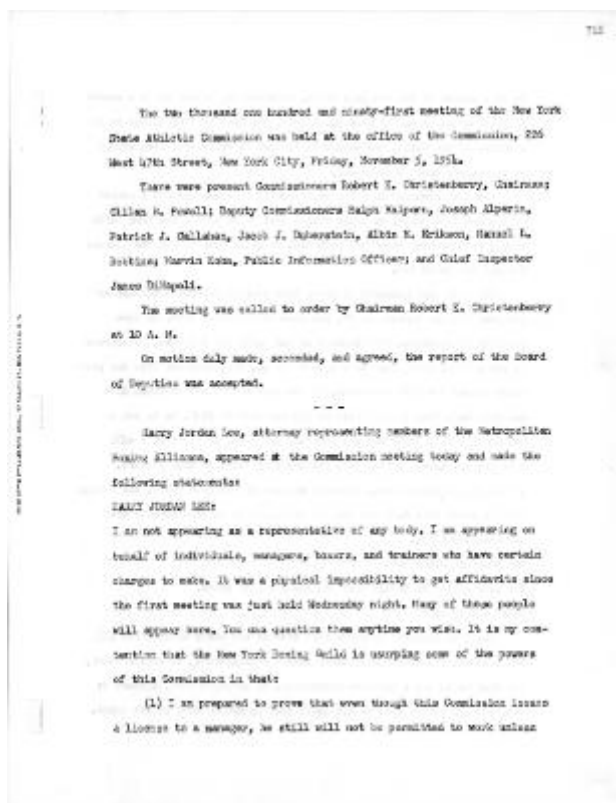 The two thousand one hundred and ninety-first meeting of the New York
State Athletic Commission was held at the office of the Commission, 226
West 47th Street, New York City, Friday, November 5, 1954.
There were present Commissioners Robert K. Christenberry, Chairman;
Clilan B. Powell; Deputy Commissioners Ralph Halpern, Joseph Alperin,
Patrick J. Callahan, Jacob J. Duberstein, Albin N. Erikson, Manuel L.
Marvin Kohn, Public Information Officer; and Chief Inspector
James DiNapoli.
The meeting was called to order by Chairman Robert K. Christenberry
at 10 A. M.
On motion duly made, seconded, and agreed, the report of the Board
of Deputies was accepted.
- - -
Harry Jordan Lee, attorney representing members of the Metropolitan
Boxing Alliance, appeared at the Commission meeting today and made the
following statements:
HARRY JORDAN LEE:
I am not appearing as a representative of any body. I am appearing on
behalf of individuals, managers, boxers, and trainers who have certain
charges to make. It was a physical impossibility to get affidavits since
the first meeting was just held Wednesday night. Many of these people
will appear here. You can question them anytime you wish. It is my con-
tention that the New York Boxing Guild is usurping some of the powers
of this Commission in that:
(1) I am prepared to prove that even though this Commission issues
a license to a manager, he still will not be permitted to work unless